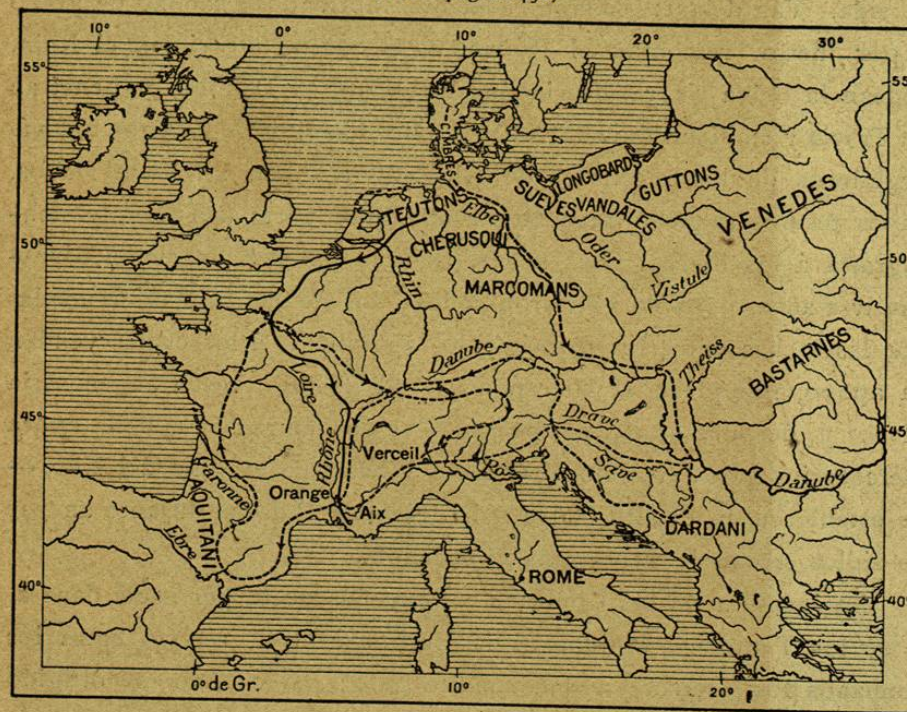 10° 0° 10° 20° 30°
55° 55
CIMBRES
LONGOBARDS
SUÈVES VANDALES GUTTONS
VENEDES
TEUTONS
Elbe
CHÉRUSQUI
Oder
50° 50°
Rhin
MARCOMANS
Vistule
Danube
Theiss
BASTARNES
Loire
45° 45
Drave
Save
Verceil
Rhône
Pô
Garonne
Orange
Aix
Danube
AQUITANI
Ebre
DARDANI
40° ROME 40°
0° de Gr. 10° 20°